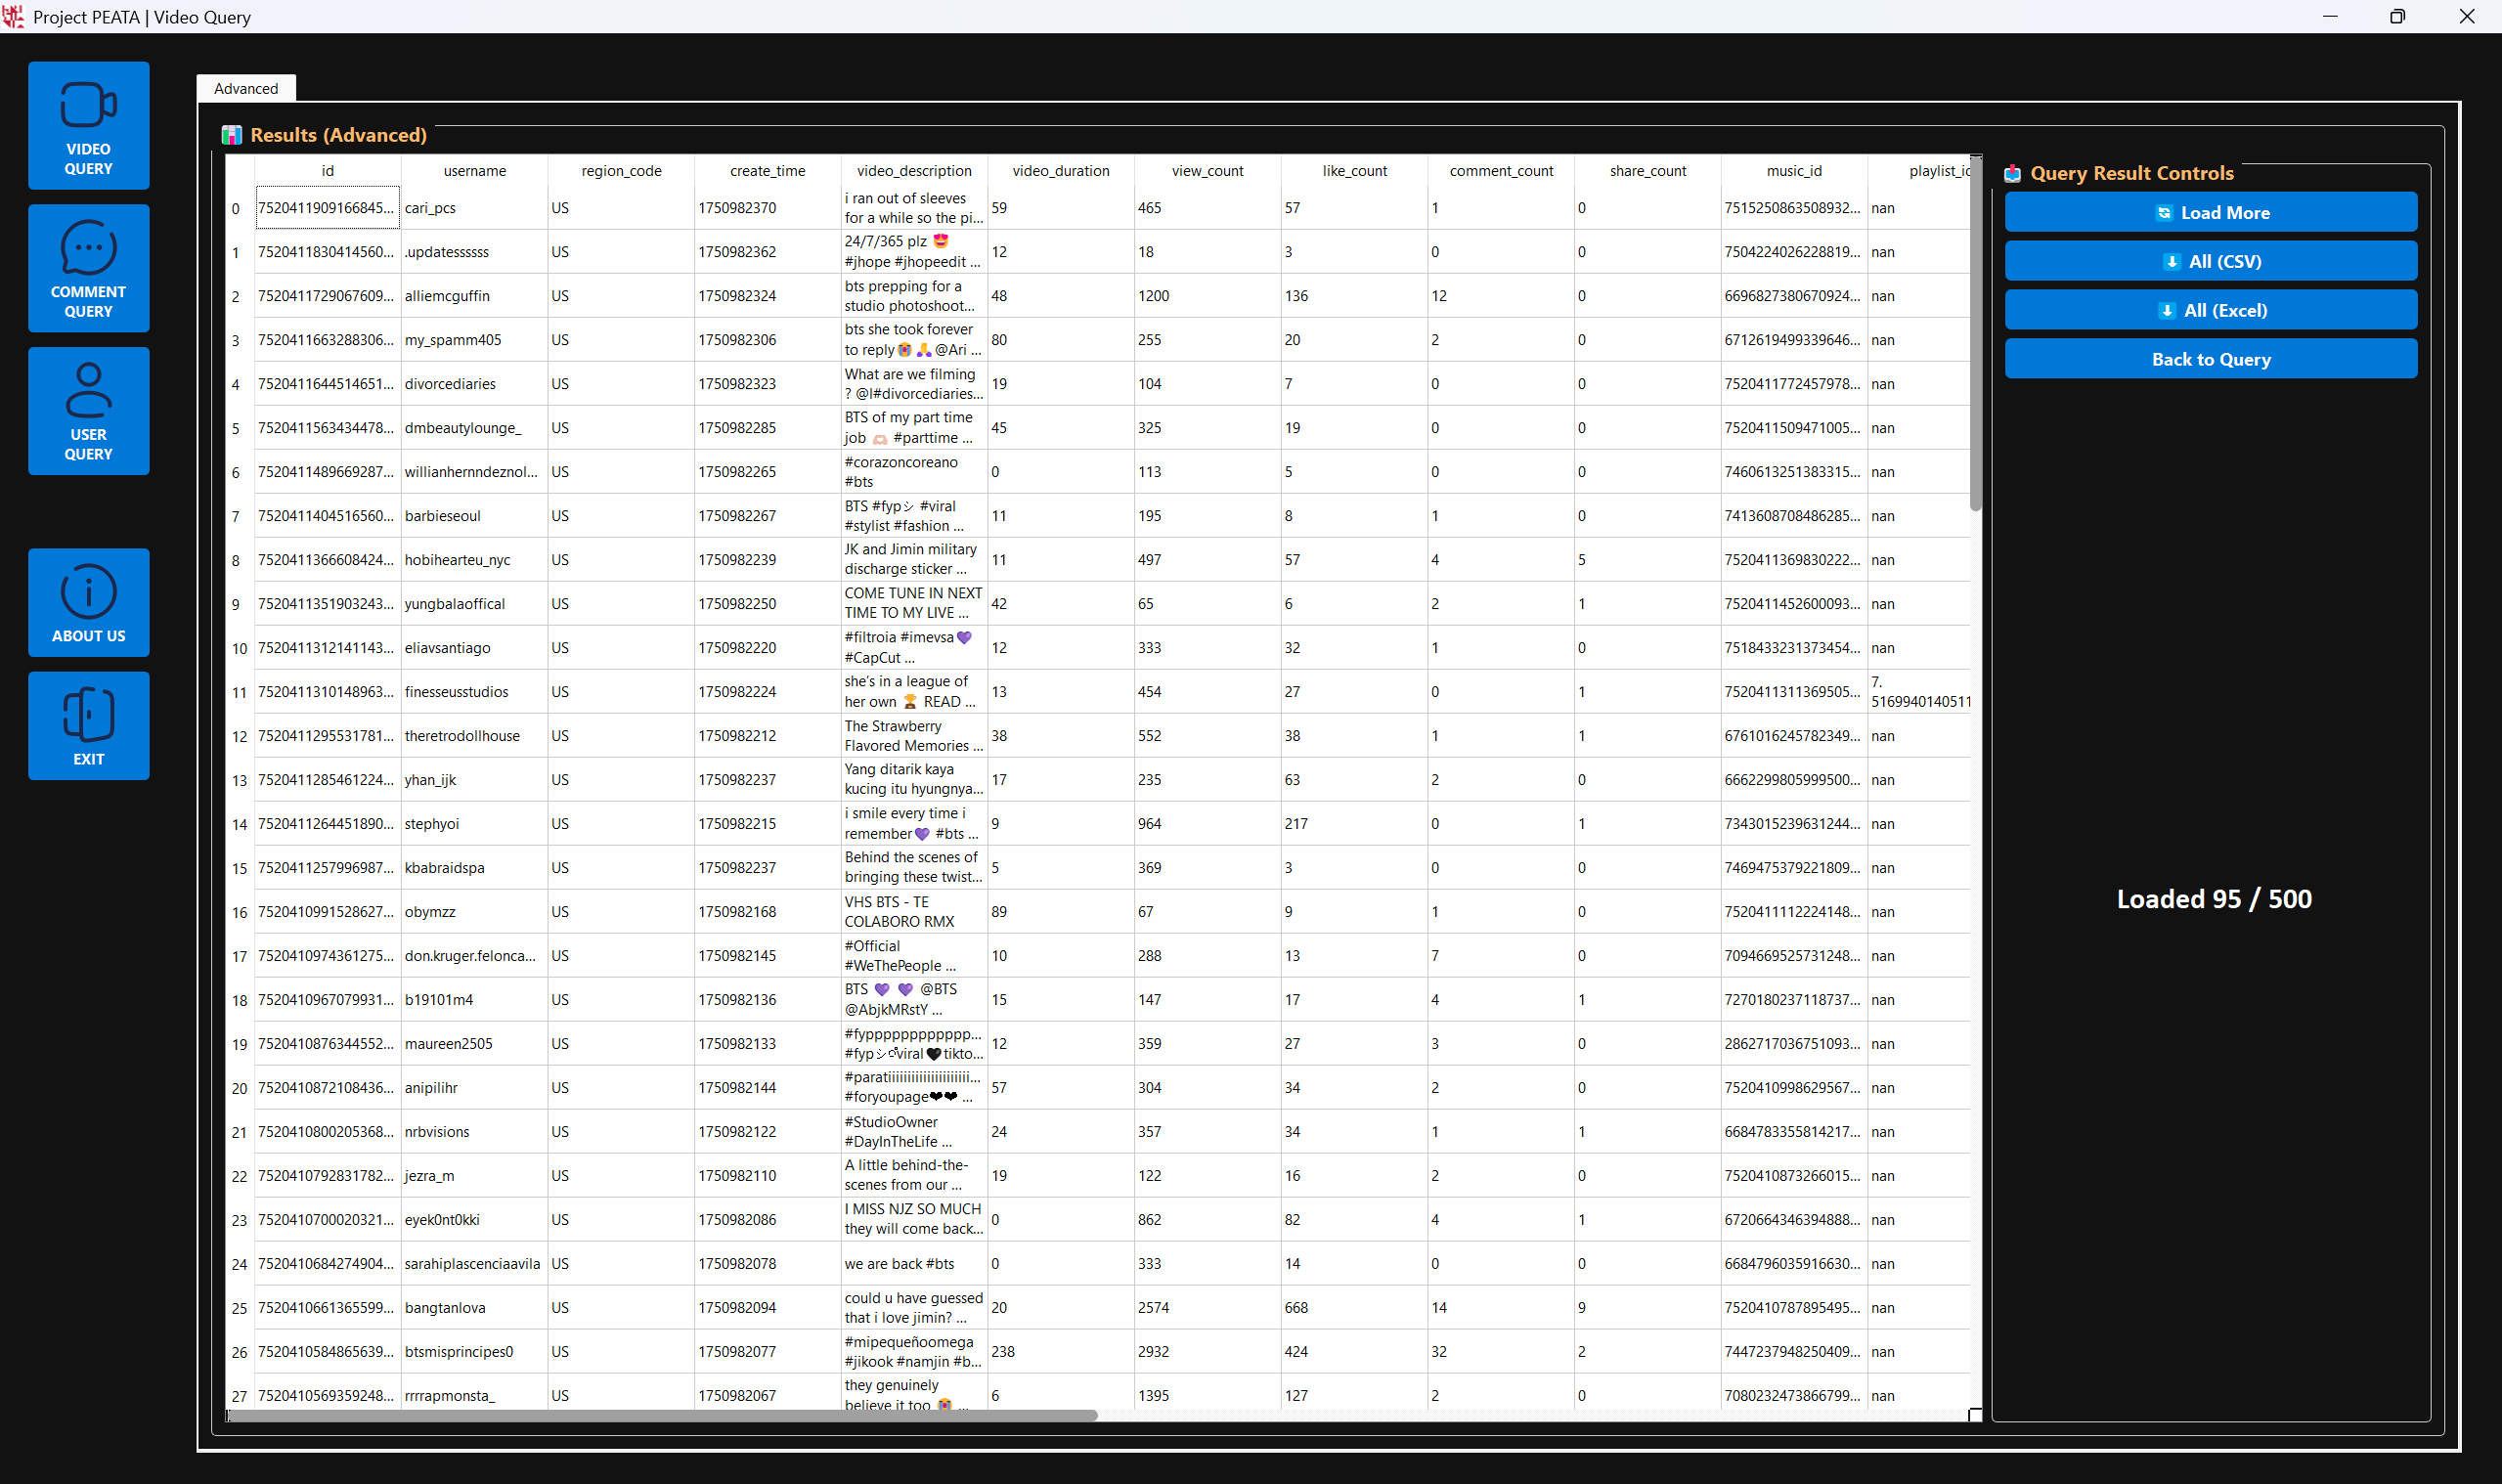 Project PEATA | Video Query
VIDEO
QUERY
COMMENT
QUERY
USER
QUERY
ABOUT US
EXIT
Advanced
Results (Advanced)
id username region_code create_time video_description video_duration view_count like_count comment_count share_count music_id playlist_id
0 7520411909166845... cari_pcs US 1750982370 i ran out of sleeves for a while so the pi... 59 465 57 1 0 7515250863508932... nan
1 7520411830414560... .updatessssss US 1750982362 24/7/365 plz 😍 #jhope #jhopeedit ... 12 18 3 0 0 7504224026228819... nan
2 7520411729067609... alliemcguffin US 1750982324 bts prepping for a studio photoshoot... 48 1200 136 12 0 6696827380670924... nan
3 7520411663288306... my_spamm405 US 1750982306 bts she took forever to reply😭🙏@Ari ... 80 255 20 2 0 6712619499339646... nan
4 7520411644514651... divorcediaries US 1750982323 What are we filming ? @l#divorcediaries... 19 104 7 0 0 7520411772457978... nan
5 7520411563434478... dmbeautylounge_ US 1750982285 BTS of my part time job 🫶🏻 #parttime ... 45 325 19 0 0 7520411509471005... nan
6 7520411489669287... willianhernndeznol... US 1750982265 #corazoncoreano #bts 0 113 5 0 0 7460613251383315... nan
7 7520411404516560... barbieseoul US 1750982267 BTS #fypシ #viral #stylist #fashion ... 11 195 8 1 0 7413608708486285... nan
8 7520411366608424... hobihearteu_nyc US 1750982239 JK and Jimin military discharge sticker ... 11 497 57 4 5 7520411369830222... nan
9 7520411351903243... yungbalaoffical US 1750982250 COME TUNE IN NEXT TIME TO MY LIVE ... 42 65 6 2 1 7520411452600093... nan
10 7520411312141143... eliavsantiago US 1750982220 #filtroia #imevsa💜 #CapCut ... 12 333 32 1 0 7518433231373454... nan
11 7520411310148963... finesseusstudios US 1750982224 she's in a league of her own 🏆 READ ... 13 454 27 0 1 7520411311369505... 7. 516994014051
12 7520411295531781... theretrodollhouse US 1750982212 The Strawberry Flavored Memories ... 38 552 38 1 1 6761016245782349... nan
13 7520411285461224... yhan_ijk US 1750982237 Yang ditarik kaya kucing itu hyungnya... 17 235 63 2 0 6662299805999500... nan
14 7520411264451890... stephyoi US 1750982215 i smile every time i remember💜 #bts ... 9 964 217 0 1 7343015239631244... nan
15 7520411257996987... kbabraidspa US 1750982237 Behind the scenes of bringing these twist... 5 369 3 0 0 7469475379221809... nan
16 7520410991528627... obymzz US 1750982168 VHS BTS - TE COLABORO RMX 89 67 9 1 0 7520411112224148... nan
17 7520410974361275... don.kruger.felonca... US 1750982145 #Official #WeThePeople ... 10 288 13 7 0 7094669525731248... nan
18 7520410967079931... b19101m4 US 1750982136 BTS 💜 💜 @BTS @AbjkMRstY ... 15 147 17 4 1 7270180237118737... nan
19 7520410876344552... maureen2505 US 1750982133 #fyppppppppppppp... #fypシ゚viral🖤tikto... 12 359 27 3 0 2862717036751093... nan
20 7520410872108436... anipilihr US 1750982144 #paratiiiiiiiiiiiiiiiiiiiiii... #foryoupage❤❤ ... 57 304 34 2 0 7520410998629567... nan
21 7520410800205368... nrbvisions US 1750982122 #StudioOwner #DayInTheLife ... 24 357 34 1 1 6684783355814217... nan
22 7520410792831782... jezra_m US 1750982110 A little behind-the- scenes from our ... 19 122 16 2 0 7520410873266015... nan
23 7520410700020321... eyek0nt0kki US 1750982086 I MISS NJZ SO MUCH they will come back... 0 862 82 4 1 6720664346394888... nan
24 7520410684274904... sarahiplascenciaavila US 1750982078 we are back #bts 0 333 14 0 0 6684796035916630... nan
25 7520410661365599... bangtanlova US 1750982094 could u have guessed that i love jimin? ... 20 2574 668 14 9 7520410787895495... nan
26 7520410584865639... btsmisprincipes0 US 1750982077 #mipequeñoomega #jikook #namjin #b... 238 2932 424 32 2 7447237948250409... nan
27 7520410569359248... rrrrapmonsta_ US 1750982067 they genuinely believe it too 😭 ... 6 1395 127 2 0 7080232473866799... nan
Query Result Controls
Load More
All (CSV)
All (Excel)
Back to Query
Loaded 95 / 500